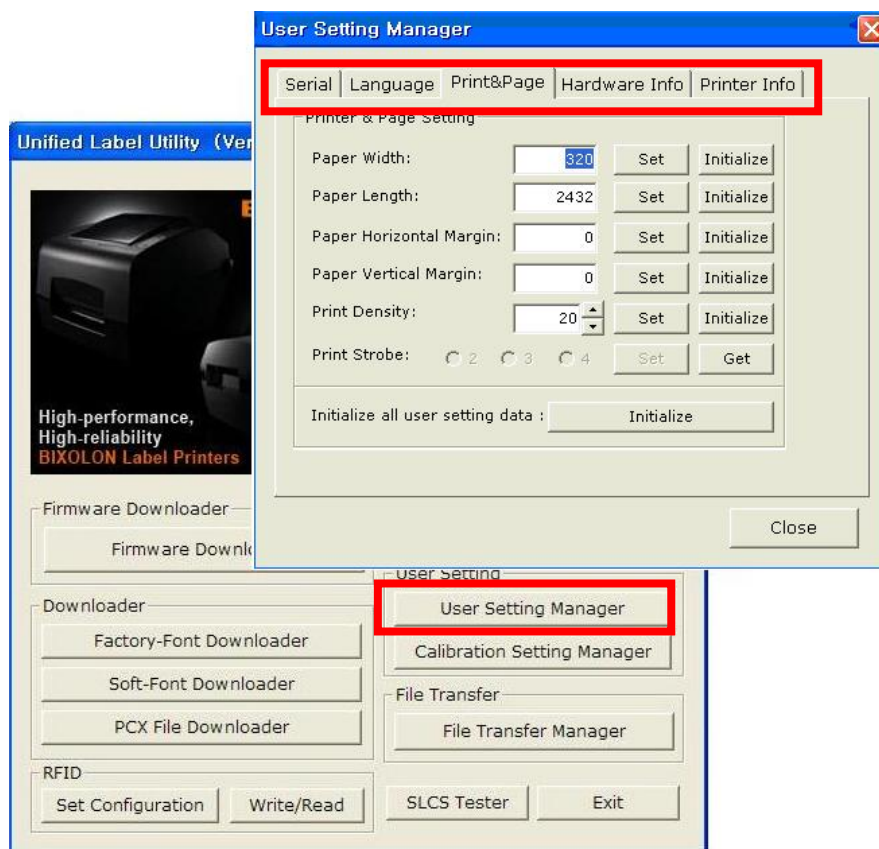 User Setting Manager
Serial Language Print&Page Hardware Info Printer Info
Printer & Page Setting
Paper Width: 320 Set Initialize
Paper Length: 2432 Set Initialize
Paper Horizontal Margin: 0 Set Initialize
Paper Vertical Margin: 0 Set Initialize
Print Density: 20 Set Initialize
Print Strobe: 2 3 4 Set Get
Initialize all user setting data : Initialize
Close
Unified Label Utility (Ver
High-performance,
High-reliability
BIXOLON Label Printers
Firmware Downloader
Firmware Downl
Downloader
Factory-Font Downloader
Soft-Font Downloader
PCX File Downloader
RFID
Set Configuration Write/Read
User Setting
User Setting Manager
Calibration Setting Manager
File Transfer
File Transfer Manager
SLCS Tester Exit